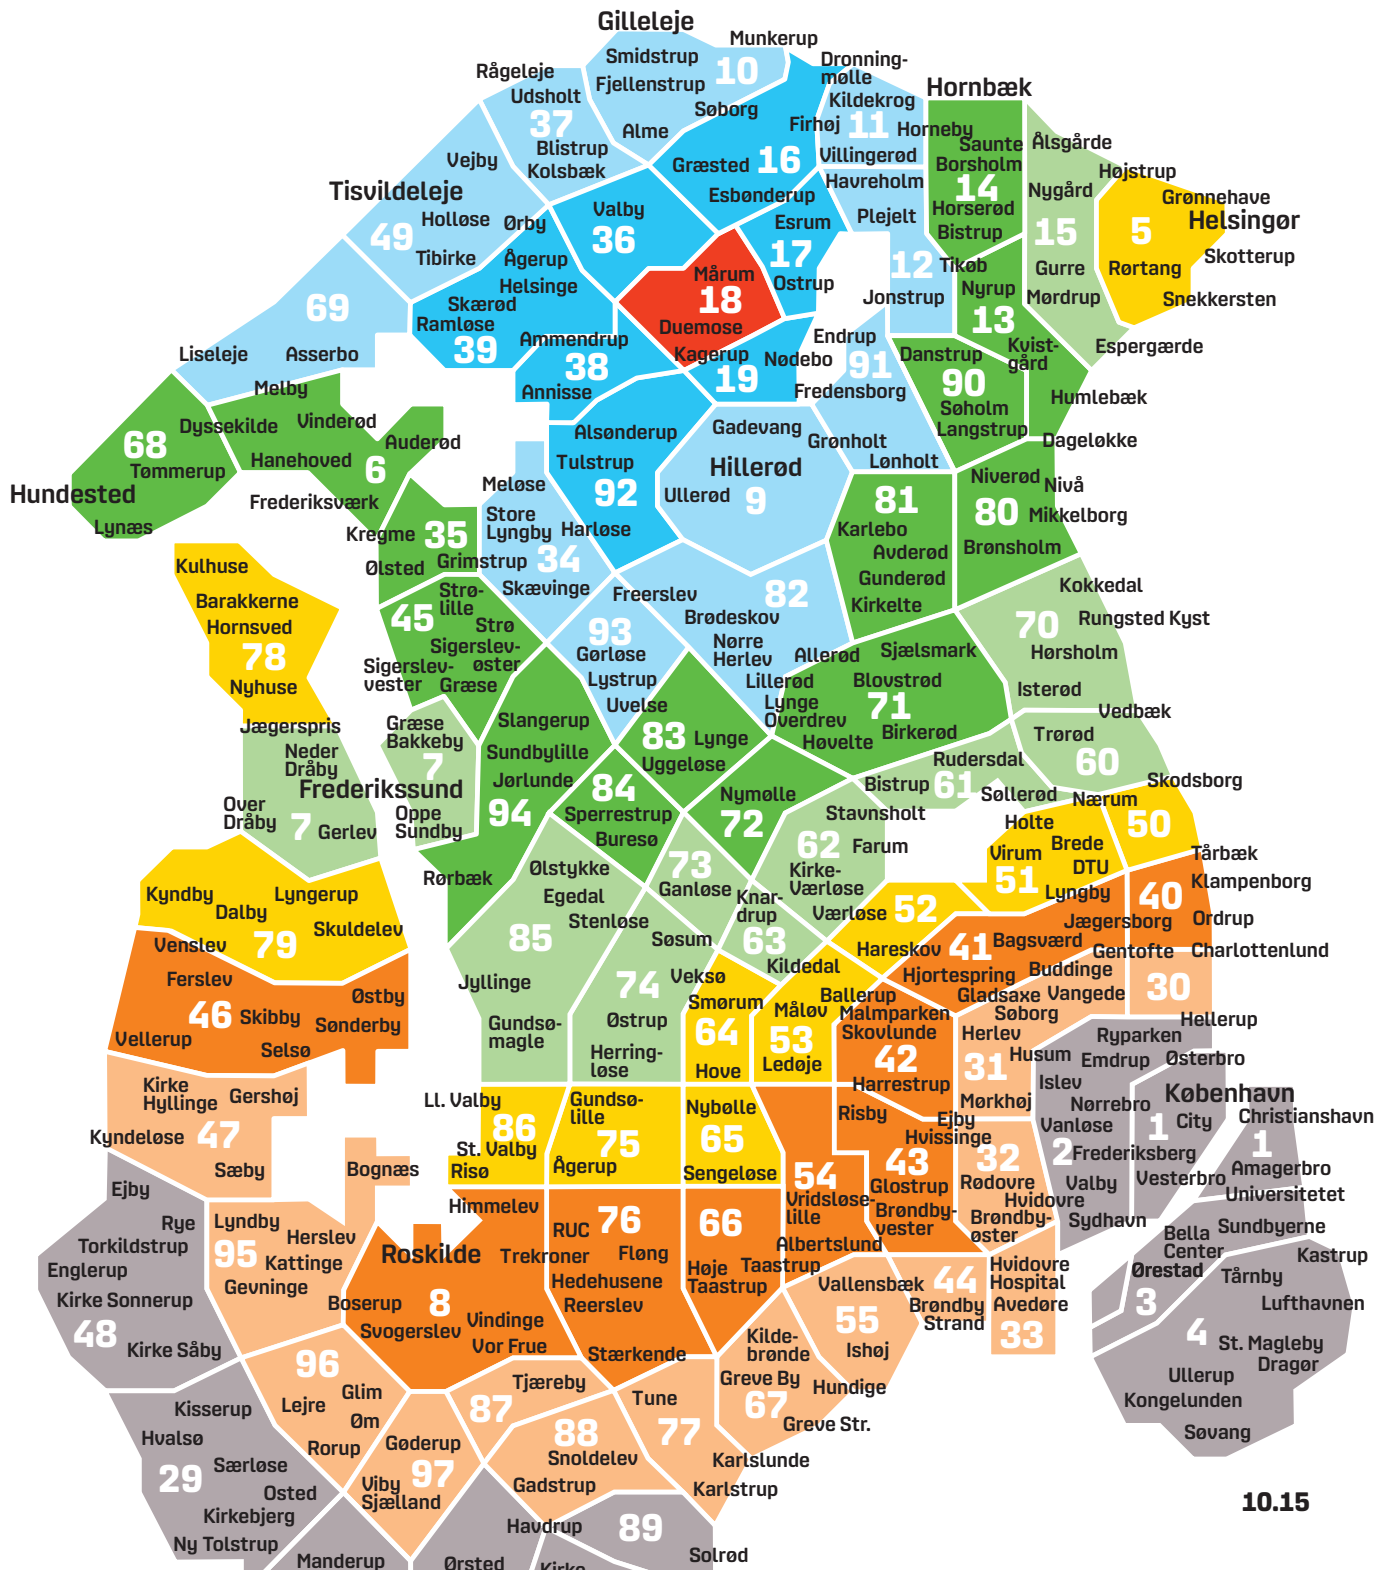 Gilleleje
Munkerup
Smidstrup
10
Fjellenstrup
Søborg
Alme
Rågeleje
Udsholt
37
Blistrup
Kolsbæk
Dronning-
mølle
Kildekrog
Firhøj
11
Horneby
Villingerød
Hornbæk
Saunte
Borsholm
14
Horserød
Bistrup
Ålsgårde
Højstrup
Nygård
15
Gurre
Mørdrup
Espergærde
Grønnehave
Helsingør
5
Skotterup
Rørtang
Snekkersten
Græsted
16
Esbønderup
Havreholm
Plejelt
12
Jonstrup
Tikøb
Nyrup
13
Kvist-
gård
Vejby
Tisvildeleje
Holløse
49
Ørby
Tibirke
Valby
36
Esrum
17
Ostrup
Mårum
18
Duemose
Ågerup
Helsinge
Skærød
Ramløse
39
69
Liseleje
Asserbo
Ammendrup
38
Annisse
Kagerup
19
Nødebo
Endrup
91
Fredensborg
Grønholt
Lønholt
Danstrup
90
Søholm
Langstrup
Humlebæk
Dageløkke
Melby
Dyssekilde
Vinderød
Auderød
Hanehoved
6
Frederiksværk
68
Tømmerup
Hundested
Lynæs
Alsønderup
Tulstrup
92
Harløse
Gadevang
Hillerød
Ullerød
9
81
Karlebo
Avderød
Gunderød
Kirkelte
Niverød
Nivå
80
Mikkelborg
Brønsholm
Kregme
35
Ølsted
Grimstrup
Meløse
Store
Lyngby
34
Skævinge
Kulhuse
Barakkerne
Hornsved
78
Nyhuse
Jægerspris
Strø-
lille
45
Strø
Sigerslev-
øster
Sigerslev-
vester
Græse
Freerslev
93
Gørløse
Lystrup
Uvelse
82
Brødeskov
Nørre
Herlev
Allerød
Lillerød
Sjælsmark
Blovstrød
Lynge
Overdrev
71
Birkerød
Høvelte
Kokkedal
70
Rungsted Kyst
Hørsholm
Isterød
Vedbæk
Trørød
60
Skodsborg
Rudersdal
Bistrup
61
Søllerød
Neder
Dråby
Frederikssund
Over
Dråby
7
Gerlev
Græse
Bakkeby
7
Oppe
Sundby
Slangerup
Sundbylille
Jørlunde
94
Rørbæk
83
Lynge
Uggeløse
84
Sperrestrup
Buresø
Nymølle
72
Stavnsholt
62
Farum
Kirke-
Værløse
Nærum
50
Holte
Brede
Virum
DTU
51
Lyngby
Tårbæk
Klampenborg
40
Jægersborg
Ordrup
Gentofte
Charlottenlund
30
Hellerup
Kyndby
Lyngerup
Dalby
Skuldelev
79
Venslev
Ferslev
Østby
46
Skibby
Sønderby
Vellerup
Selsø
Ølstykke
Egedal
Stenløse
85
Jyllinge
Gundsø-
magle
73
Ganløse
Knar-
drup
63
Kildedal
Søsum
Veksø
74
Østrup
Herring-
løse
Værløse
52
Hareskov
41
Bagsværd
Hjortespring
Buddinge
Gladsaxe
Vangede
Søborg
Herlev
31
Husum
Mørkhøj
Smørum
64
Hove
Måløv
53
Ledøje
Ballerup
Malmparken
Skovlunde
42
Harrestrup
Ryparken
Emdrup
Østerbro
Islev
København
Nørrebro
Christianshavn
Vanløse
1
City
1
2
Frederiksberg
Amagerbro
Valby
Vesterbro
Universitetet
Sydhavn
Bella
Center
Sundbyerne
Ørestad
Kastrup
3
Tårnby
Lufthavnen
4
St. Magleby
Dragør
Ullerup
Kongelunden
Søvang
Kirke
Hyllinge
Gershøj
Kyndeløse
47
Sæby
Bognæs
Ll. Valby
86
St. Valby
Risø
Gundsø-
lille
75
Ågerup
Nybølle
65
Sengeløse
54
Vridsløse-
lille
Albertslund
Risby
Ejby
Hvissinge
43
Glostrup
Brøndby-
vester
32
Rødovre
Hvidovre
Brøndby-
øster
Ejby
Rye
Torkildstrup
Englerup
Kirke Sonnerup
48
Kirke Såby
Lyndby
95
Herslev
Kattinge
Gevninge
Himmelev
Roskilde
Trekroner
Boserup
8
Svogerslev
Vindinge
Vor Frue
RUC
76
Fløng
Hedehusene
Reerslev
Stærkende
66
Høje
Taastrup
Taastrup
Vallensbæk
55
Ishøj
44
Brøndby
Strand
Hvidovre
Hospital
Avedøre
33
96
Glim
Lejre
Øm
Rorup
Tjæreby
87
88
Snoldelev
Gadstrup
Tune
77
Karlslunde
Karlstrup
Kilde-
brønde
Greve By
67
Hundige
Greve Str.
Kisserup
Hvalsø
29
Særløse
Osted
Kirkebjerg
Ny Tolstrup
Gøderup
97
Viby
Sjælland
Havdrup
89
Solrød
Manderup
Ørsted
Kirke
10.15